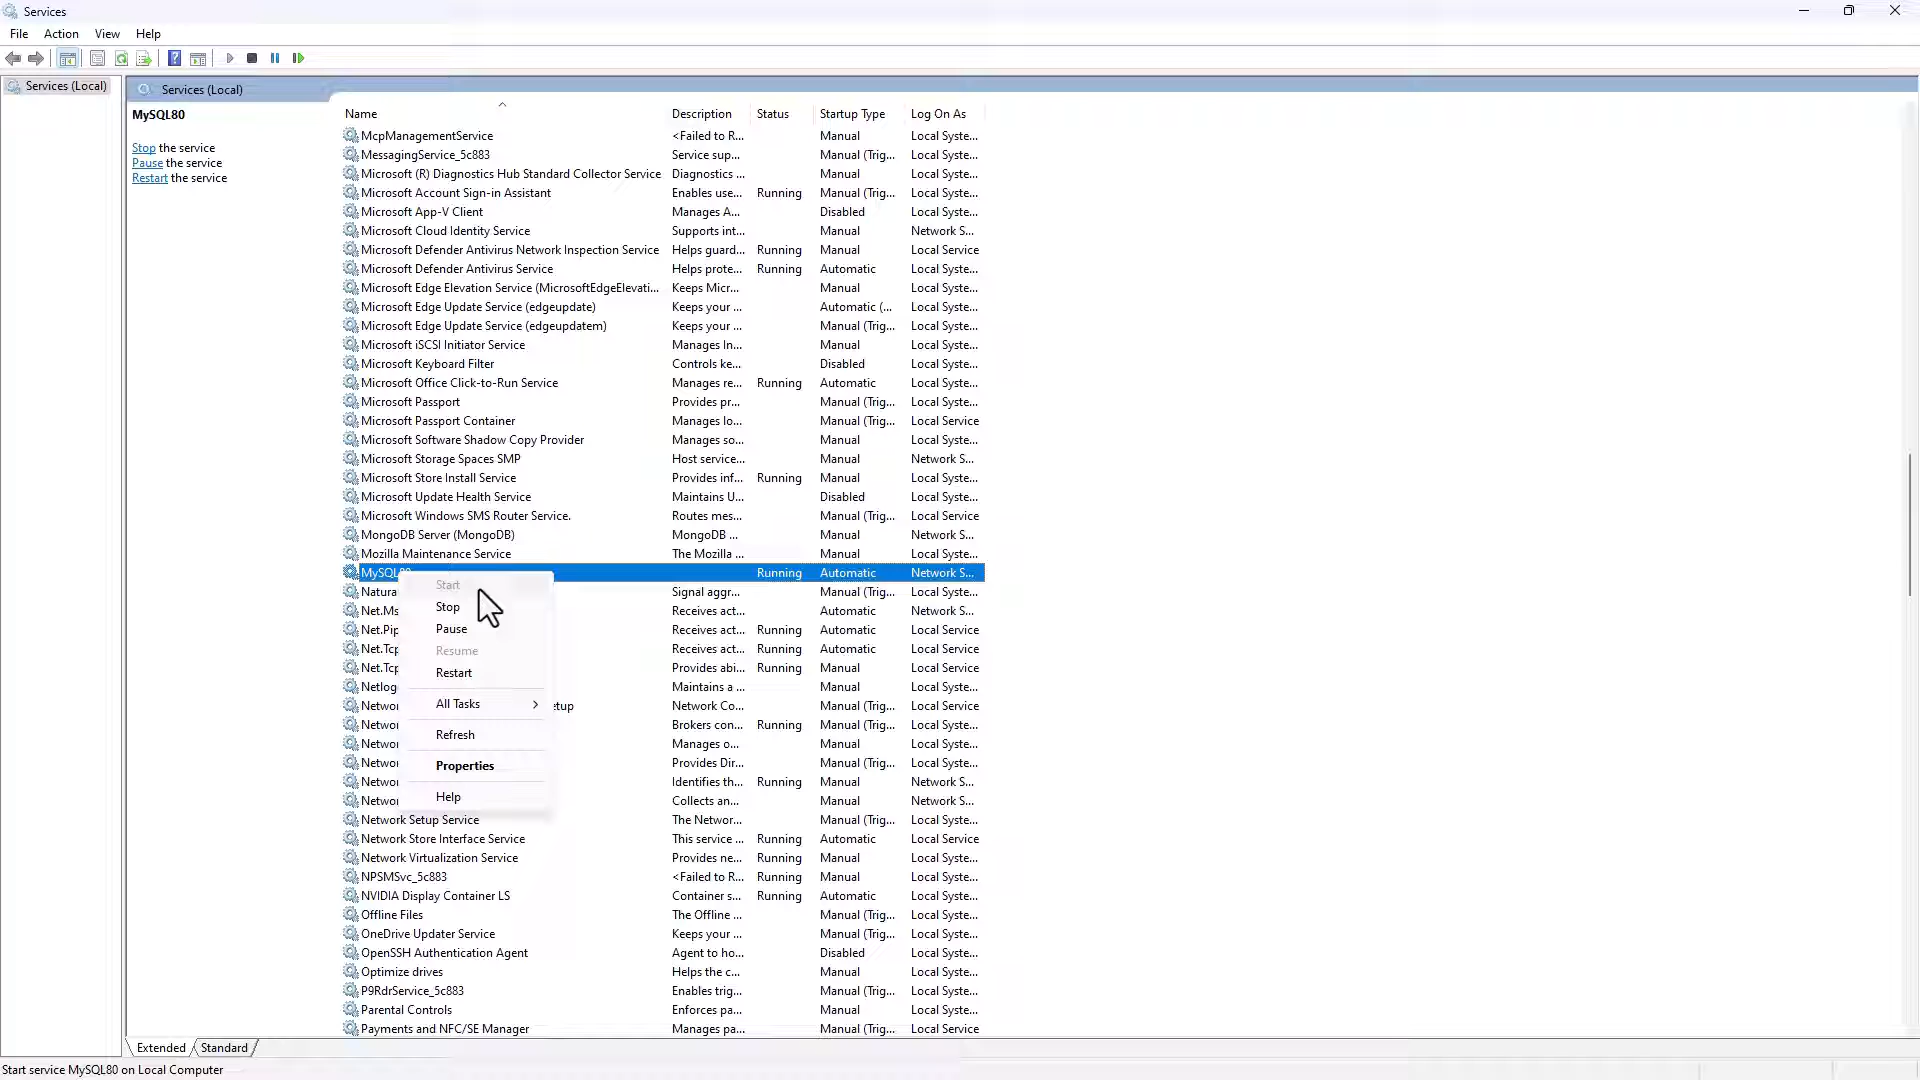 Services
File Action View Help
Services (Local)
Services (Local)
MySQL80
Stop the service
Pause the service
Restart the service
Name Description Status Startup Type Log On As
McpManagementService <Failed to R... Manual Local Syste...
MessagingService_5c883 Service sup... Manual (Trig... Local Syste...
Microsoft (R) Diagnostics Hub Standard Collector Service Diagnostics ... Manual Local Syste...
Microsoft Account Sign-in Assistant Enables use... Running Manual (Trig... Local Syste...
Microsoft App-V Client Manages A... Disabled Local Syste...
Microsoft Cloud Identity Service Supports int... Manual Network S...
Microsoft Defender Antivirus Network Inspection Service Helps guard... Running Manual Local Service
Microsoft Defender Antivirus Service Helps prote... Running Automatic Local Syste...
Microsoft Edge Elevation Service (MicrosoftEdgeElevati... Keeps Micr... Manual Local Syste...
Microsoft Edge Update Service (edgeupdate) Keeps your ... Automatic (... Local Syste...
Microsoft Edge Update Service (edgeupdatem) Keeps your ... Manual (Trig... Local Syste...
Microsoft iSCSI Initiator Service Manages In... Manual Local Syste...
Microsoft Keyboard Filter Controls ke... Disabled Local Syste...
Microsoft Office Click-to-Run Service Manages re... Running Automatic Local Syste...
Microsoft Passport Provides pr... Manual (Trig... Local Syste...
Microsoft Passport Container Manages lo... Manual (Trig... Local Service
Microsoft Software Shadow Copy Provider Manages so... Manual Local Syste...
Microsoft Storage Spaces SMP Host service... Manual Network S...
Microsoft Store Install Service Provides inf... Running Manual Local Syste...
Microsoft Update Health Service Maintains U... Disabled Local Syste...
Microsoft Windows SMS Router Service. Routes mes... Manual (Trig... Local Service
MongoDB Server (MongoDB) MongoDB ... Manual Network S...
Mozilla Maintenance Service The Mozilla ... Manual Local Syste...
MySQL80 Running Automatic Network S...
Natura Signal aggr... Manual (Trig... Local Syste...
Net.Ms Receives act... Automatic Network S...
Net.Pip Receives act... Running Automatic Local Service
Net.Tcp Receives act... Running Automatic Local Service
Net.Tcp Provides abi... Running Manual Local Service
Netlog Maintains a ... Manual Local Syste...
Networ etup Network Co... Manual (Trig... Local Service
Networ Brokers con... Running Manual (Trig... Local Syste...
Networ Manages o... Manual Local Syste...
Networ Provides Dir... Manual (Trig... Local Syste...
Networ Identifies th... Running Manual Network S...
Networ Collects an... Manual Network S...
Network Setup Service The Networ... Manual (Trig... Local Syste...
Network Store Interface Service This service ... Running Automatic Local Service
Network Virtualization Service Provides ne... Running Manual Local Syste...
NPSMSvc_5c883 <Failed to R... Running Manual Local Syste...
NVIDIA Display Container LS Container s... Running Automatic Local Syste...
Offline Files The Offline ... Manual (Trig... Local Syste...
OneDrive Updater Service Keeps your ... Manual (Trig... Local Syste...
OpenSSH Authentication Agent Agent to ho... Disabled Local Syste...
Optimize drives Helps the c... Manual Local Syste...
P9RdrService_5c883 Enables trig... Manual (Trig... Local Syste...
Parental Controls Enforces pa... Manual Local Syste...
Payments and NFC/SE Manager Manages pa... Manual (Trig... Local Service
Start
Stop
Pause
Resume
Restart
All Tasks
Refresh
Properties
Help
Extended Standard
Start service MySQL80 on Local Computer